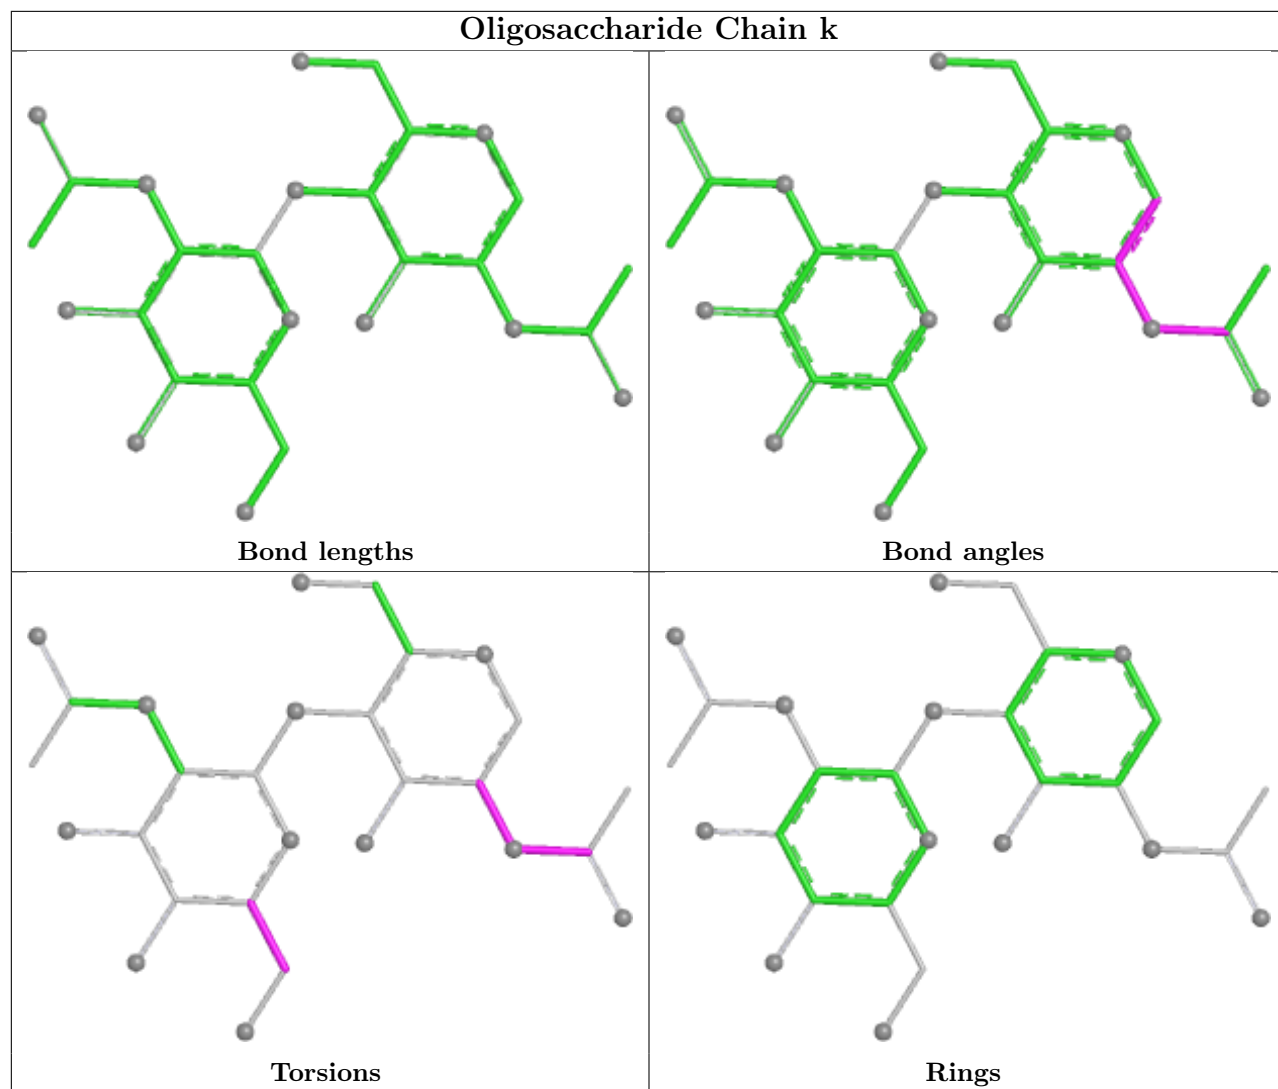 Oligosaccharide Chain k
Bond lengths
Bond angles
Torsions
Rings